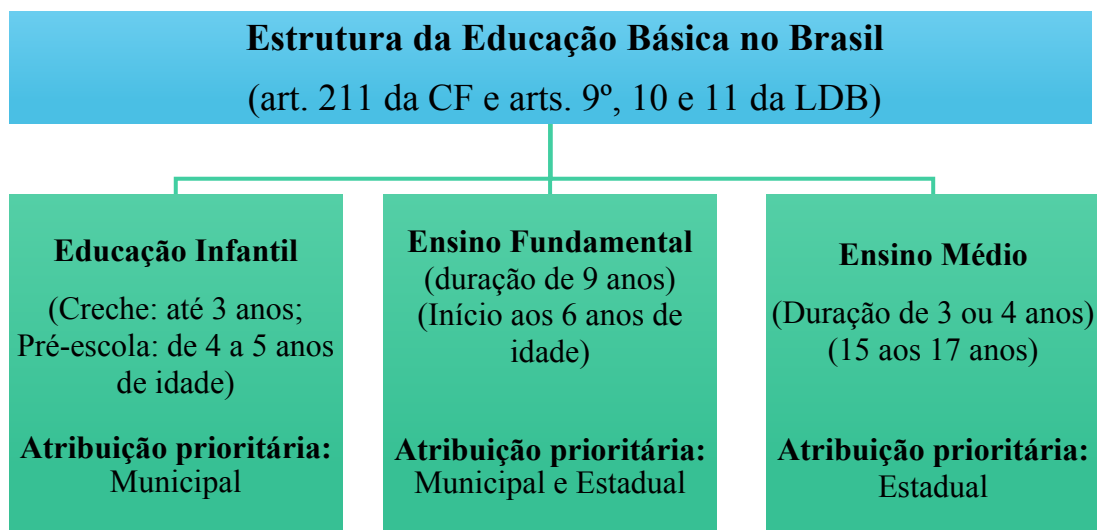 Estrutura da Educação Básica no Brasil
(art. 211 da CF e arts. 9º, 10 e 11 da LDB)
Educação Infantil
(Creche: até 3 anos;
Pré-escola: de 4 a 5 anos
de idade)
Atribuição prioritária:
Municipal
Ensino Fundamental
(duração de 9 anos)
(Início aos 6 anos de
idade)
Atribuição prioritária:
Municipal e Estadual
Ensino Médio
(Duração de 3 ou 4 anos)
(15 aos 17 anos)
Atribuição prioritária:
Estadual